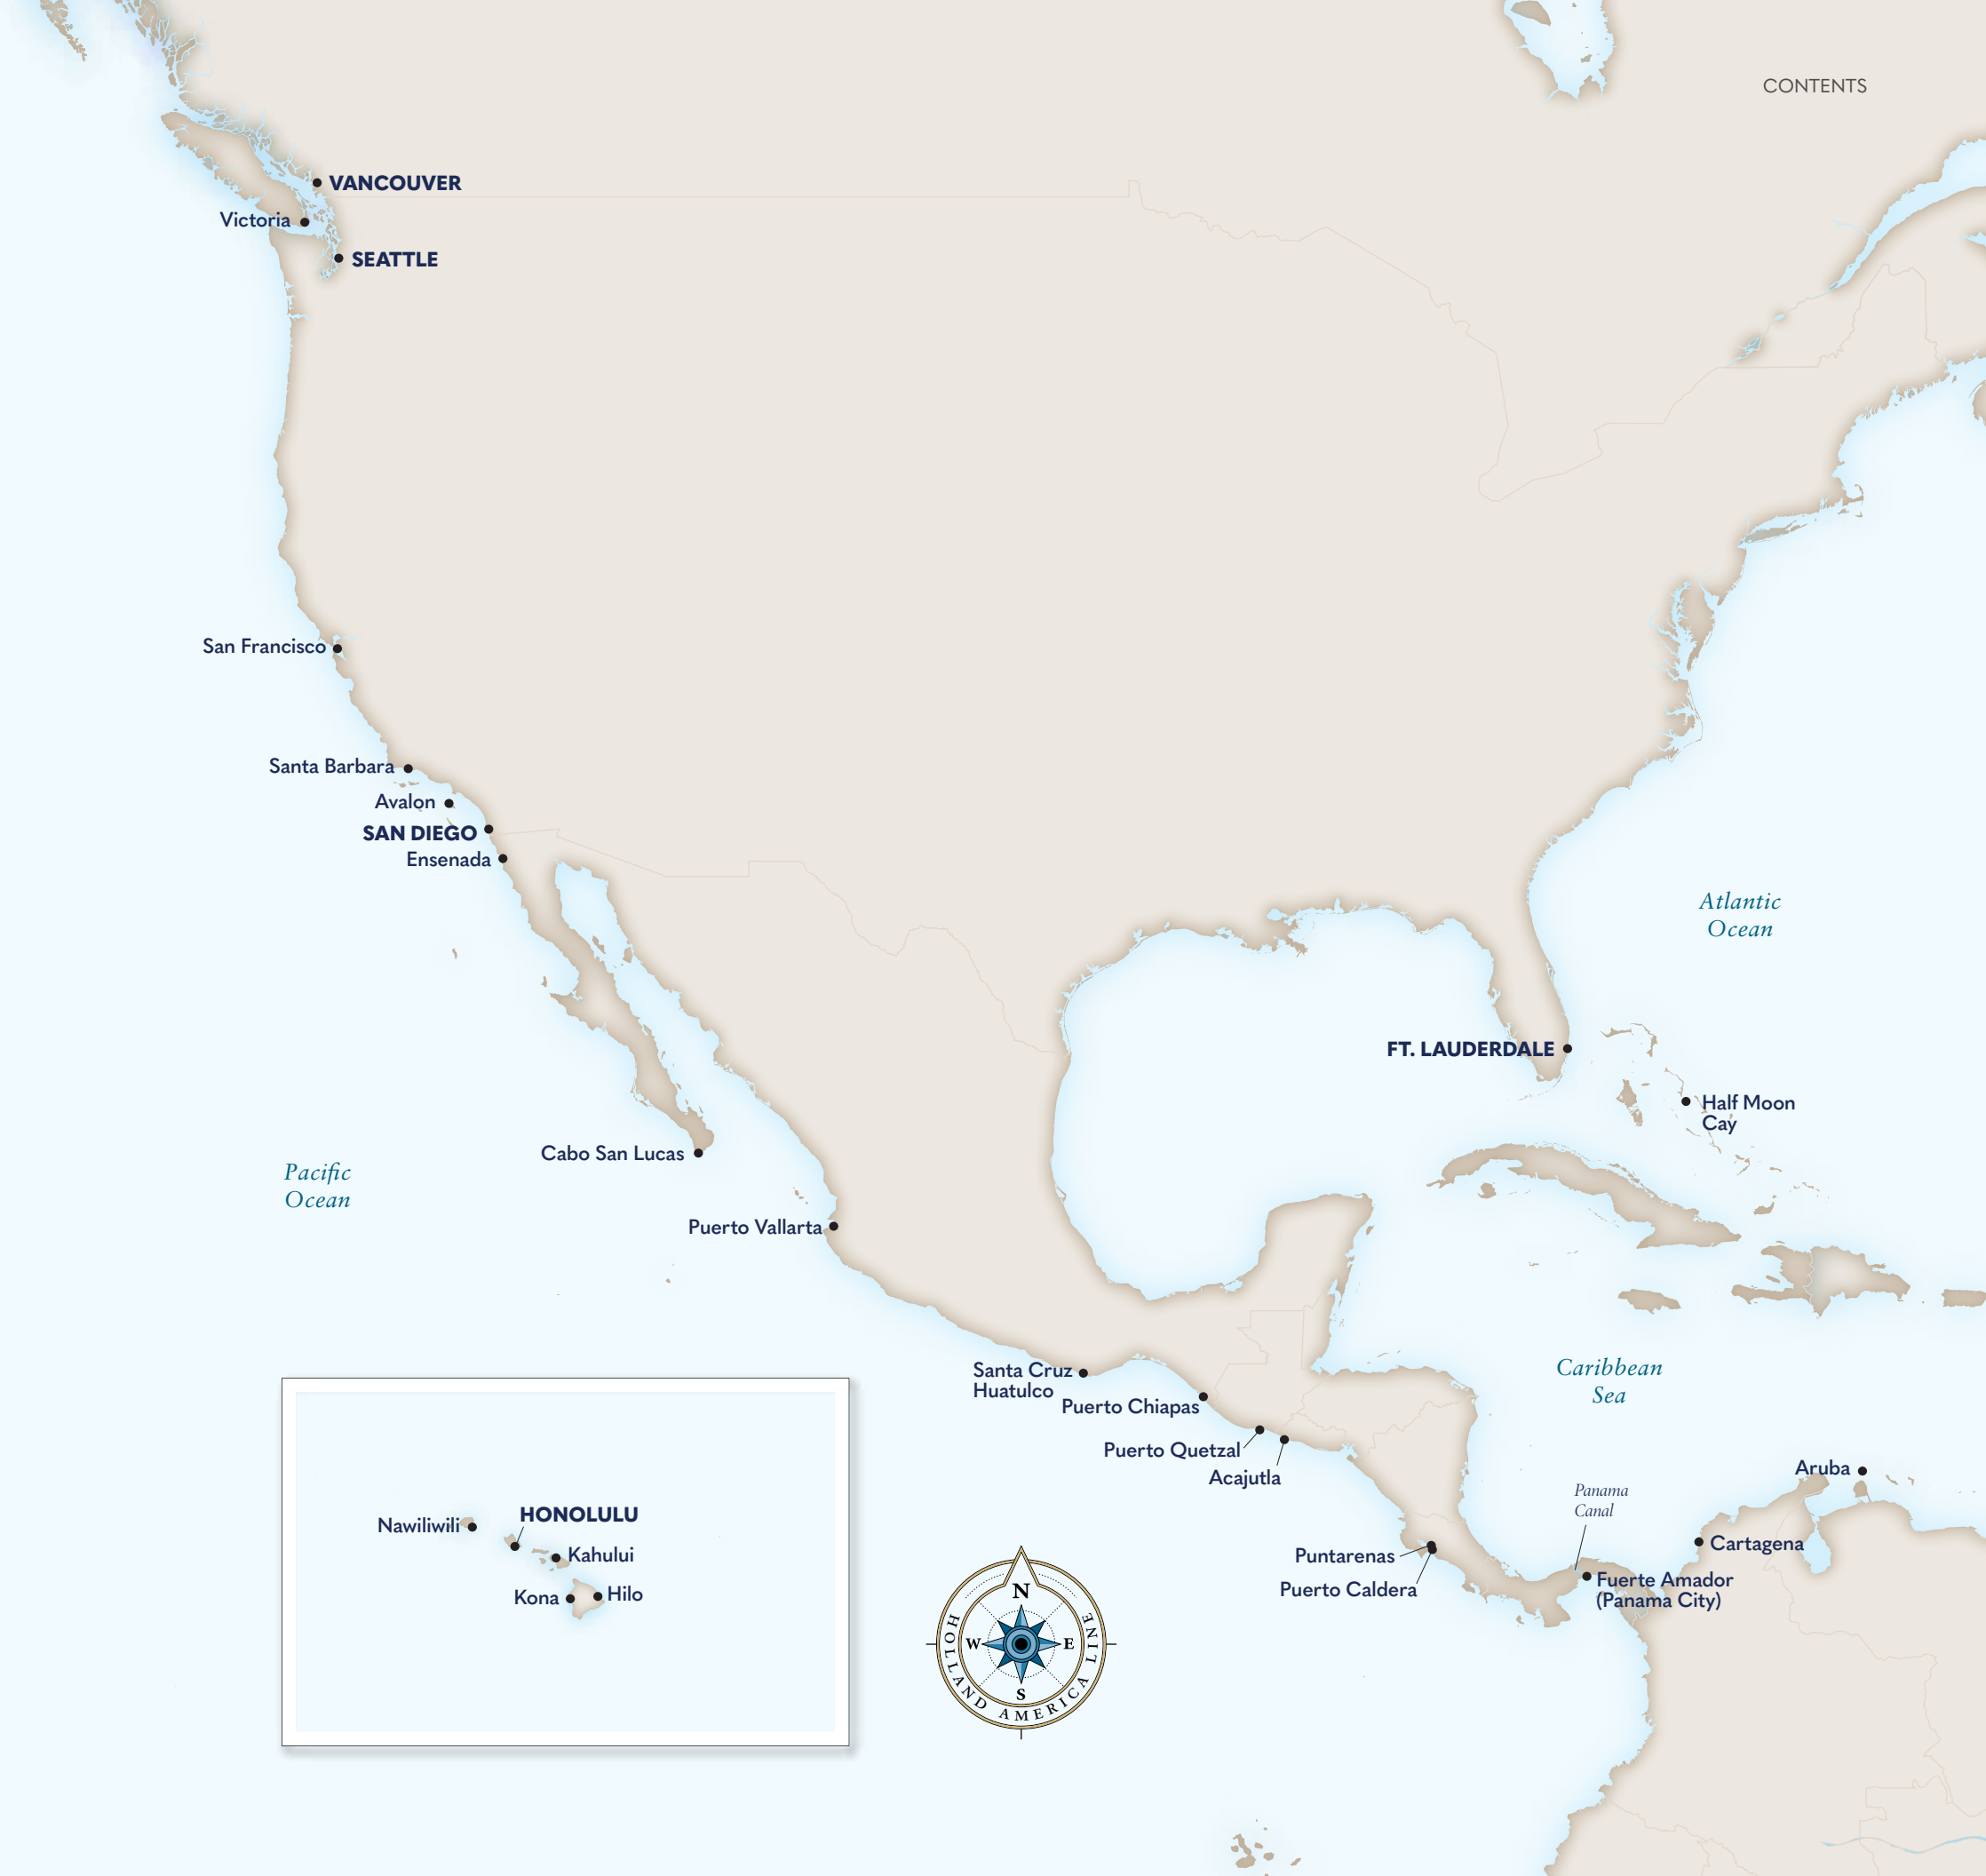 CONTENTS
VANCOUVER
Victoria
SEATTLE
San Francisco
Santa Barbara
Avalon
SAN DIEGO
Ensenada
Atlantic
Ocean
FT. LAUDERDALE
Half Moon
Cay
Cabo San Lucas
Pacific
Ocean
Puerto Vallarta
Santa Cruz
Huatulco
Puerto Chiapas
Puerto Quetzal
Acajutla
Caribbean
Sea
Aruba
Panama
Canal
Cartagena
Puntarenas
Puerto Caldera
Fuerte Amador
(Panama City)
HONOLULU
Nawiliwili
Kahului
Kona
Hilo
N
W
E
S
HOLLAND AMERICA LINE